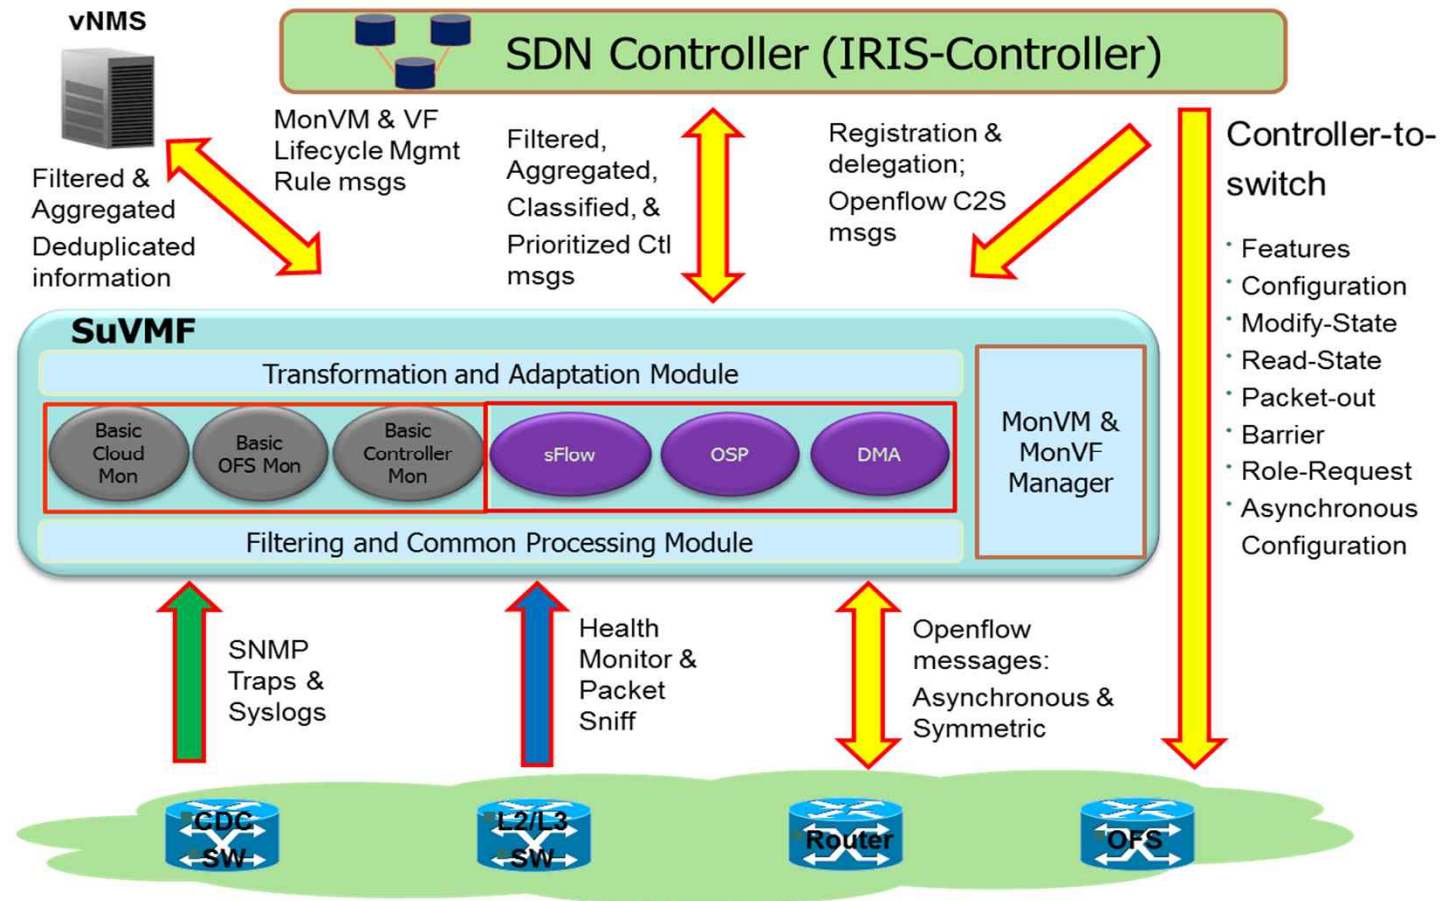 vNMS
SDN Controller (IRIS-Controller)
Filtered &
Aggregated
Deduplicated
information
MonVM & VF
Lifecycle Mgmt
Rule msgs
Filtered,
Aggregated,
Classified, &
Prioritized Ctl
msgs
Registration &
delegation;
Openflow C2S
msgs
Controller-to-
switch
· Features
· Configuration
· Modify-State
· Read-State
· Packet-out
· Barrier
· Role-Request
· Asynchronous
Configuration
SuVMF
Transformation and Adaptation Module
Basic
Cloud
Mon
Basic
OFS Mon
Basic
Controller
Mon
sFlow
OSP
DMA
Filtering and Common Processing Module
MonVM &
MonVF
Manager
SNMP
Traps &
Syslogs
Health
Monitor &
Packet
Sniff
Openflow
messages:
Asynchronous &
Symmetric
CDC
SW
L2/L3
SW
Router
OFS